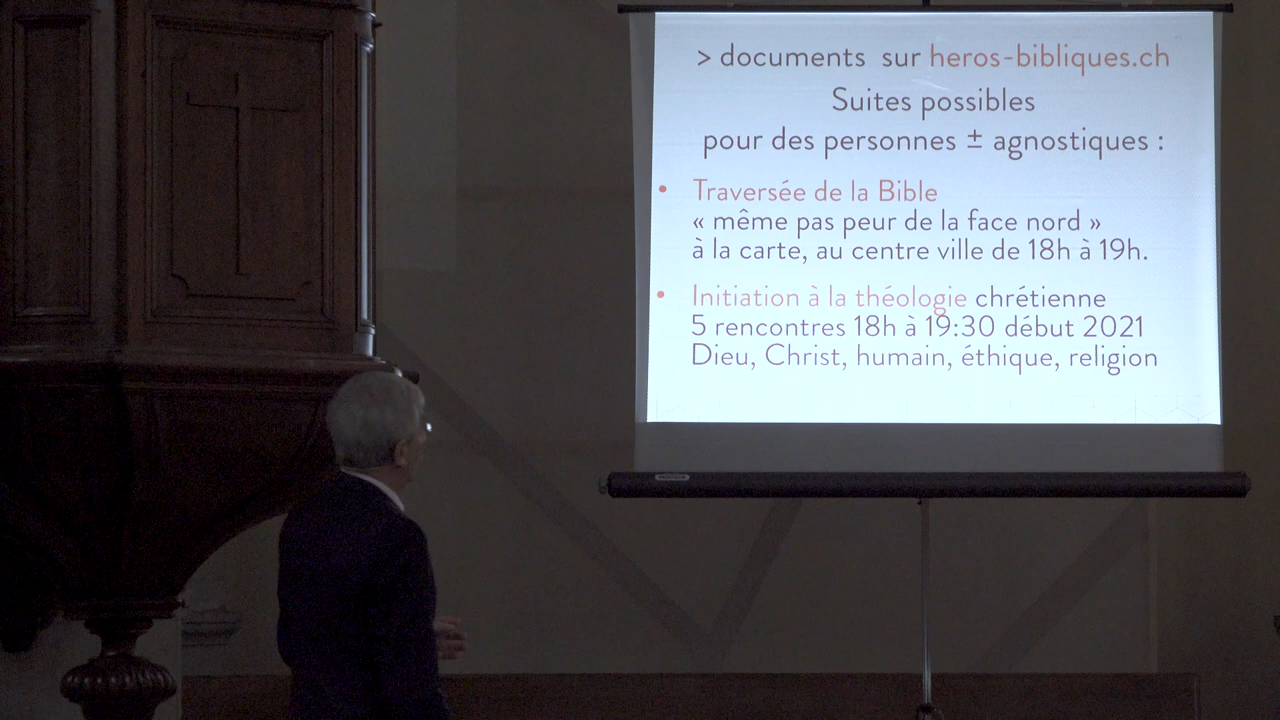 > documents sur heros-bibliques.ch
Suites possibles
pour des personnes ± agnostiques :
• Traversée de la Bible
« même pas peur de la face nord »
à la carte, au centre ville de 18h à 19h.
• Initiation à la théologie chrétienne
5 rencontres 18h à 19:30 début 2021
Dieu, Christ, humain, éthique, religion